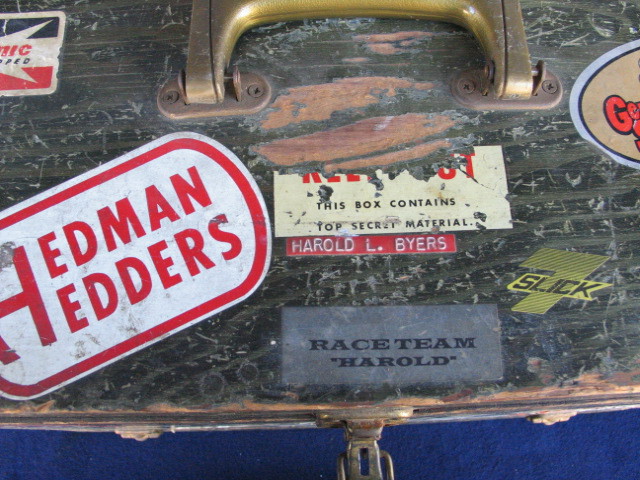 HEDMAN
HEDDERS
THIS BOX CONTAINS
TOP SECRET MATERIAL.
HAROLD L. BYERS
SLICK
RACE TEAM
"HAROLD"